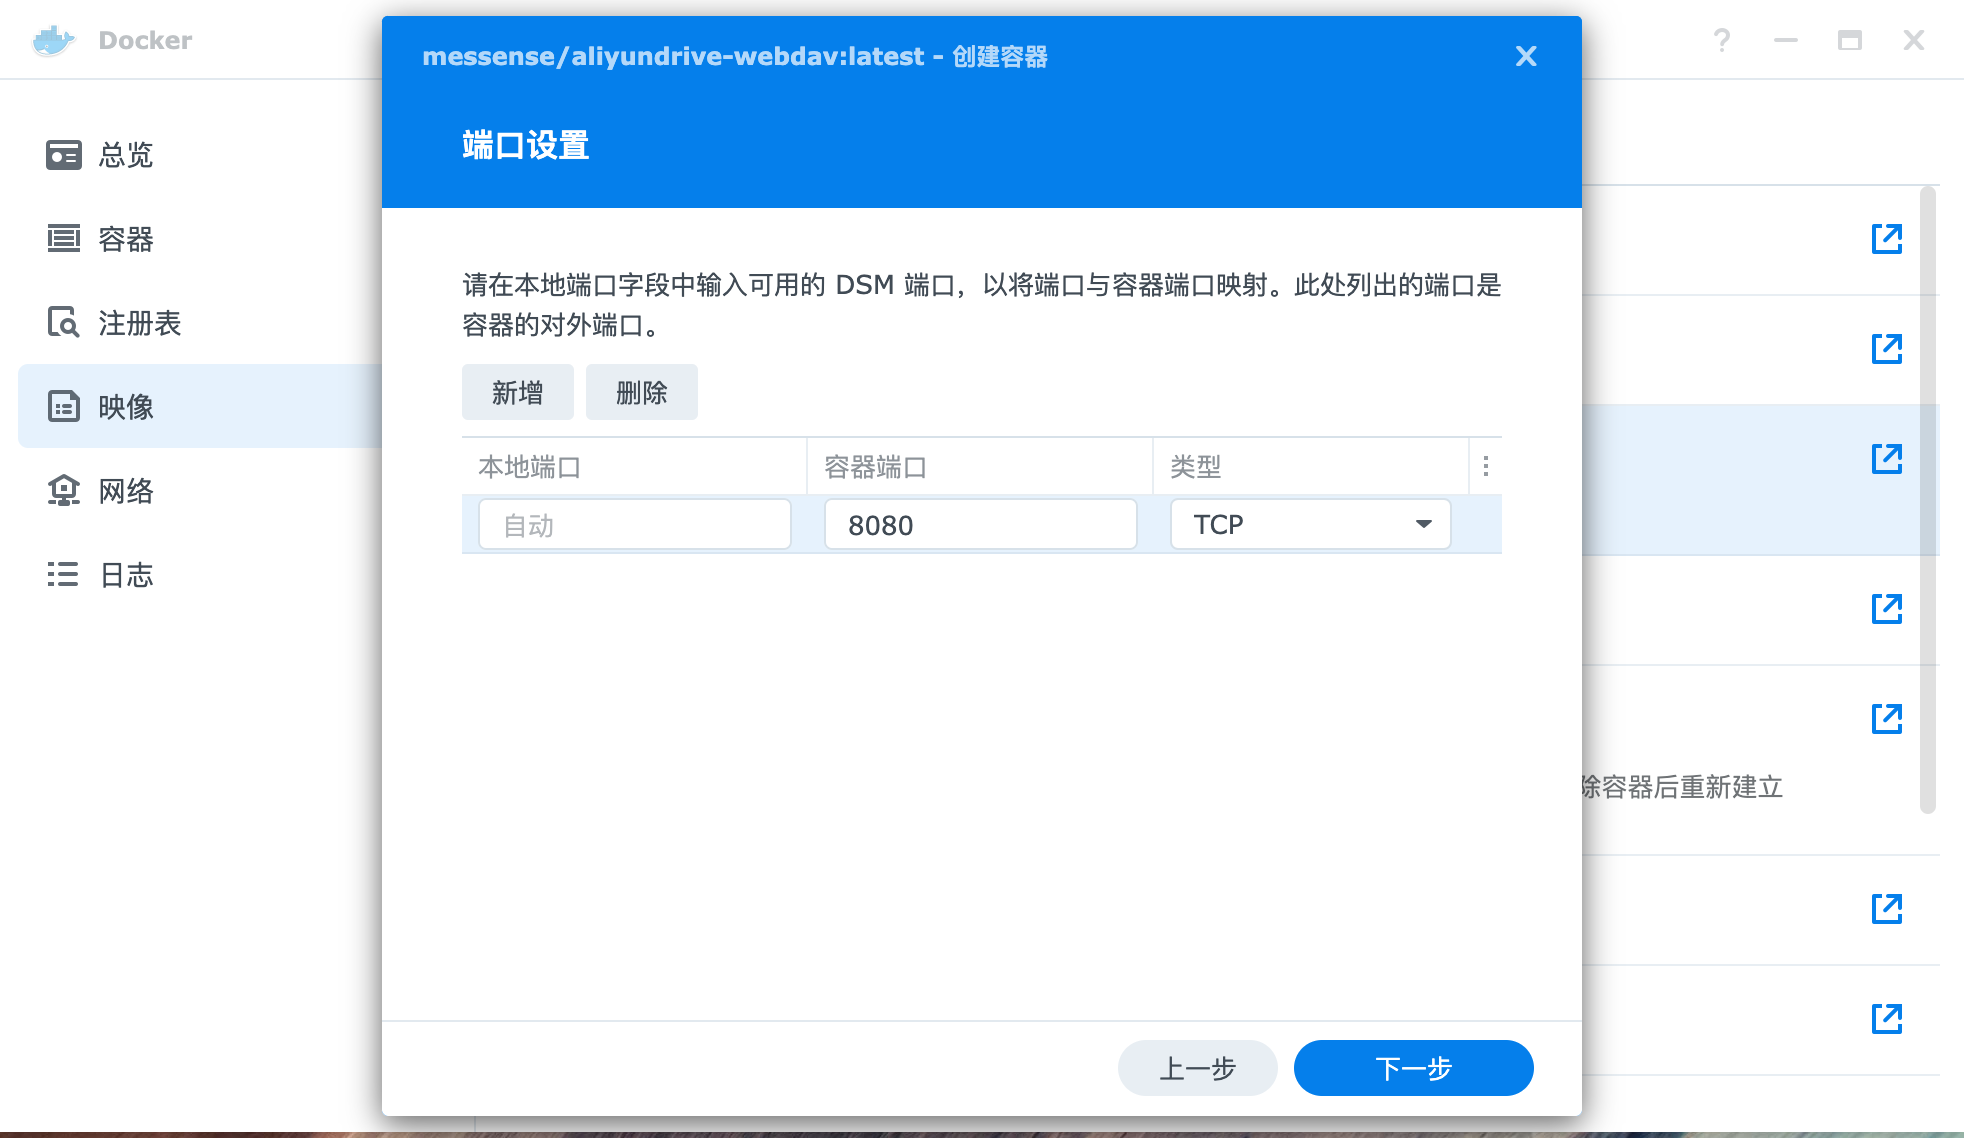 Docker
messense/aliyundrive-webdav:latest - 创建容器
端口设置
总览
容器
注册表
映像
网络
日志
请在本地端口字段中输入可用的 DSM 端口，以将端口与容器端口映射。此处列出的端口是
容器的对外端口。
新增 删除
本地端口 容器端口 类型
自动 8080 TCP
除容器后重新建立
上一步 下一步